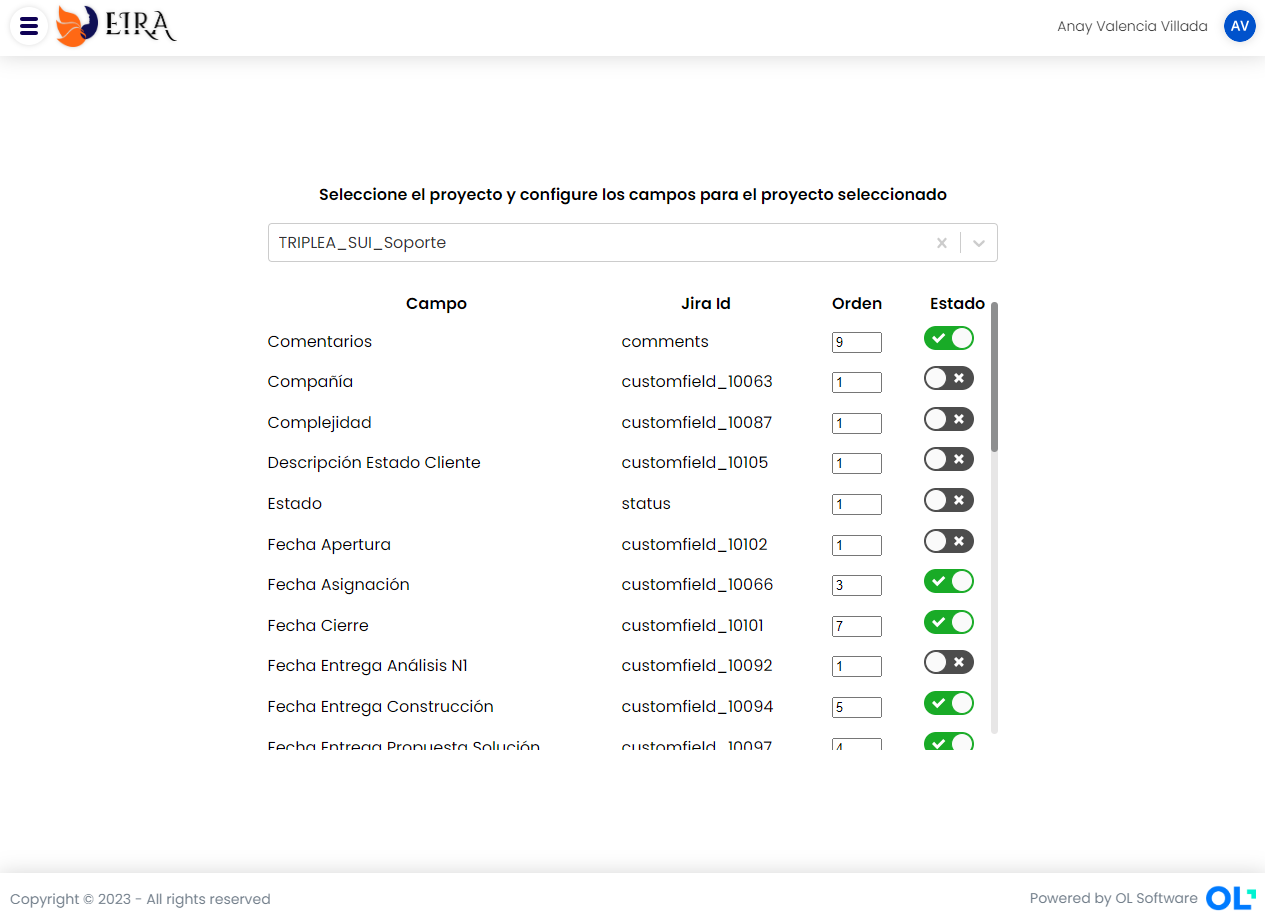 EIRA
Anay Valencia Villada AV
Seleccione el proyecto y configure los campos para el proyecto seleccionado
TRIPLEA_SUI_Soporte
Campo Jira Id Orden Estado
Comentarios comments 9
Compañía customfield_10063 1
Complejidad customfield_10087 1
Descripción Estado Cliente customfield_10105 1
Estado status 1
Fecha Apertura customfield_10102 1
Fecha Asignación customfield_10066 3
Fecha Cierre customfield_10101 7
Fecha Entrega Análisis N1 customfield_10092 1
Fecha Entrega Construcción customfield_10094 5
Fecha Entrega Propuesta Solución customfield_10097 4
Copyright © 2023 - All rights reserved
Powered by OL Software OL